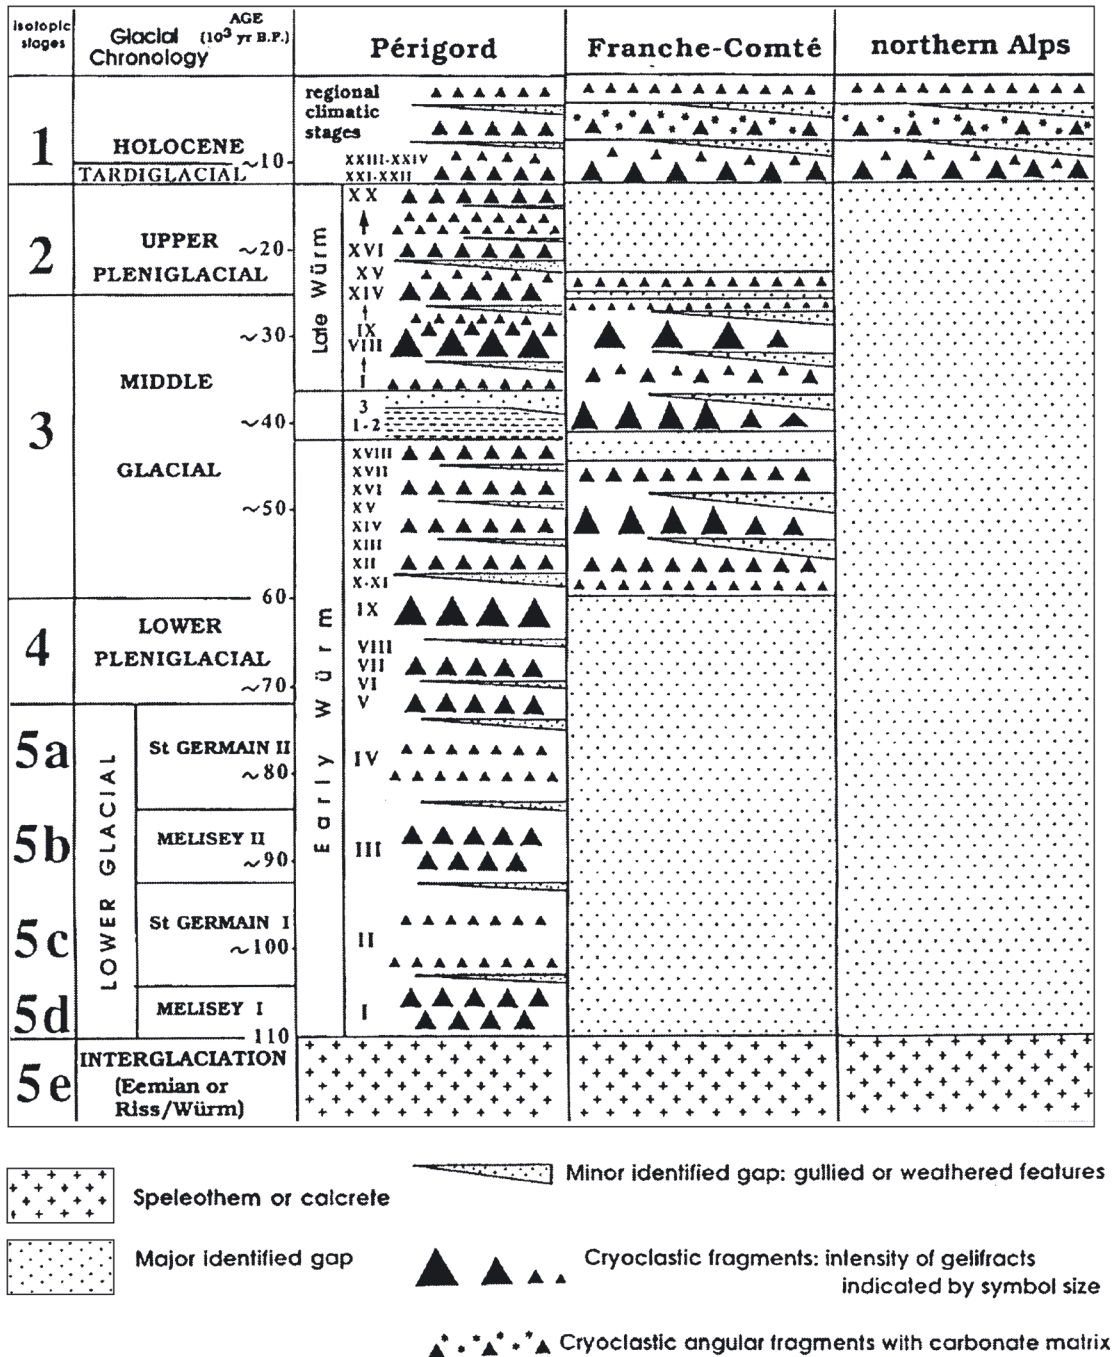 isotopic
stages
Glacial
Chronology
AGE
(10³ yr B.P.)
Périgord
Franche-Comté
northern Alps
1
HOLOCENE
~10
TARDIGLACIAL
regional
climatic
stages
XXIII-XXIV
XXI-XXII
2
UPPER
~20
PLENIGLACIAL
Late Würm
XX
XVI
XV
XIV
IX
VIII
I
3
~30
MIDDLE
~40
GLACIAL
~50
60
3
1-2
Early Würm
XVIII
XVII
XVI
XV
XIV
XIII
XII
X-XI
IX
VIII
VII
VI
V
IV
III
II
I
4
LOWER
PLENIGLACIAL
~70
LOWER GLACIAL
5a
St GERMAIN II
~80
5b
MELISEY II
~90
5c
St GERMAIN I
~100
5d
MELISEY I
110
5e
INTERGLACIATION
(Eemian or
Riss/Würm)
Speleothem or calcrete
Major identified gap
Minor identified gap: gullied or weathered features
Cryoclastic fragments: intensity of gelifracts
indicated by symbol size
Cryoclastic angular fragments with carbonate matrix